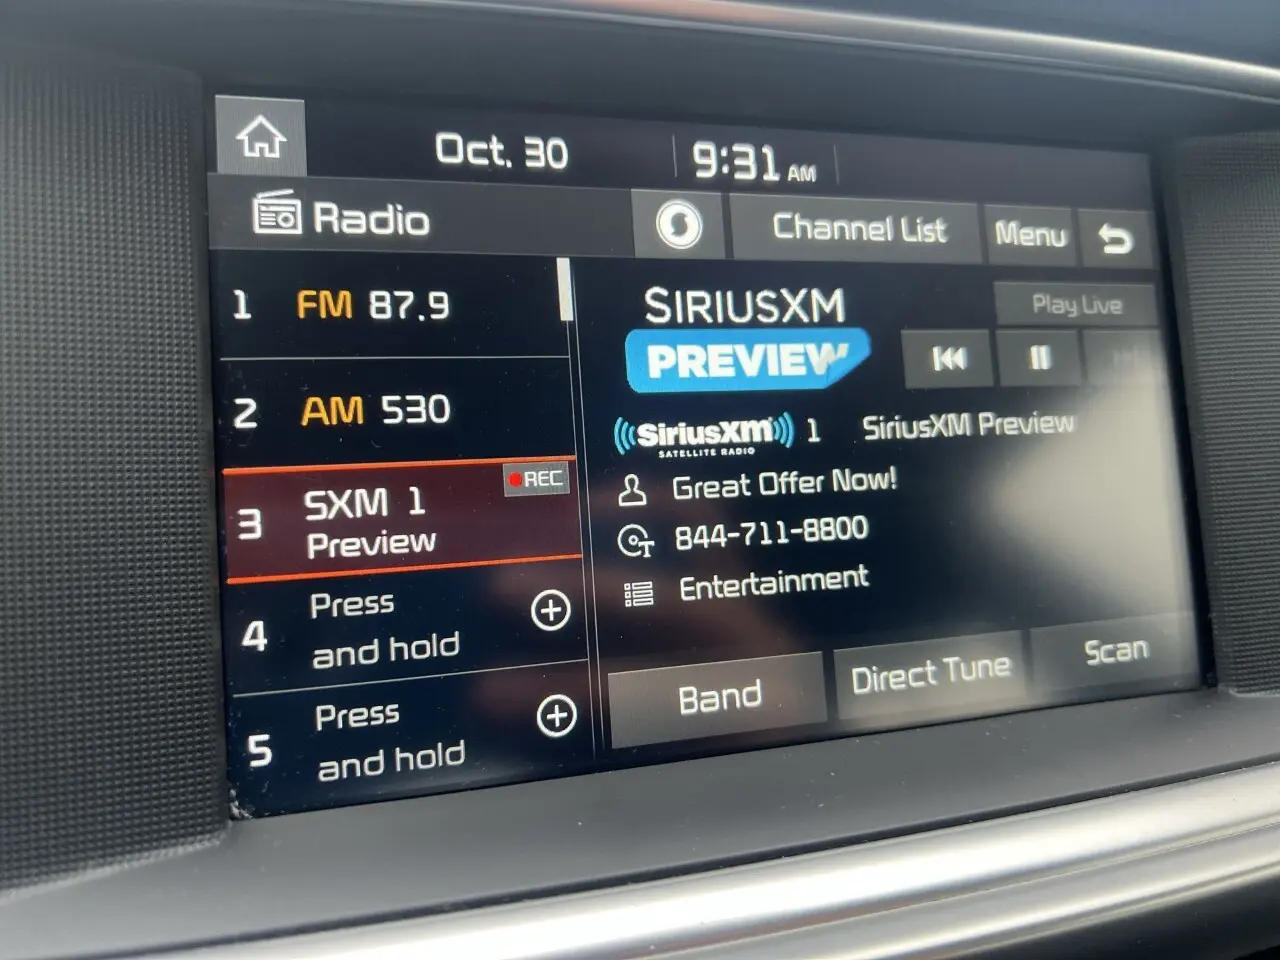 Oct. 30
9:31 AM
Radio
Channel List
Menu
1 FM 87.9
2 AM 530
3 SXM 1
Preview
REC
4 Press
and hold
5 Press
and hold
SIRIUSXM
PREVIEW
Play Live
SiriusXM 1 SiriusXM Preview
SATELLITE RADIO
Great Offer Now!
844-711-8800
Entertainment
Band
Direct Tune
Scan